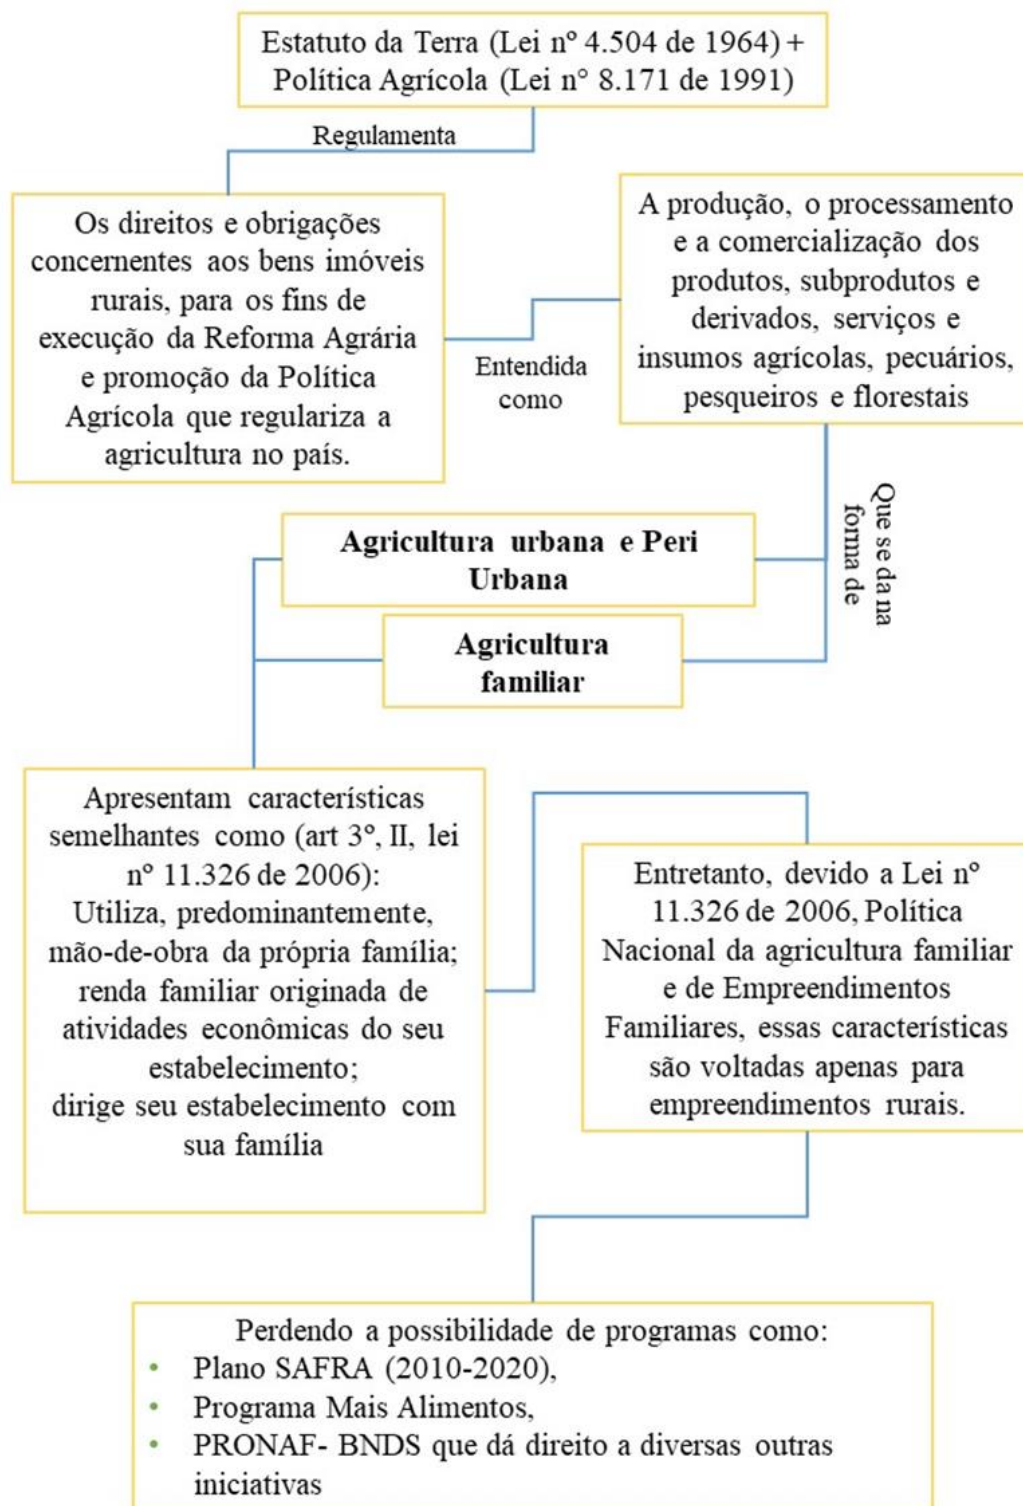 Estatuto da Terra (Lei nº 4.504 de 1964) +
Política Agrícola (Lei n° 8.171 de 1991)
Regulamenta
Os direitos e obrigações
concernentes aos bens imóveis
rurais, para os fins de
execução da Reforma Agrária
e promoção da Política
Agrícola que regulariza a
agricultura no país.
Entendida
como
A produção, o processamento
e a comercialização dos
produtos, subprodutos e
derivados, serviços e
insumos agrícolas, pecuários,
pesqueiros e florestais
Que se da na
forma de
Agricultura urbana e Peri
Urbana
Agricultura
familiar
Apresentam características
semelhantes como (art 3º, II, lei
nº 11.326 de 2006):
Utiliza, predominantemente,
mão-de-obra da própria família;
renda familiar originada de
atividades econômicas do seu
estabelecimento;
dirige seu estabelecimento com
sua família
Entretanto, devido a Lei nº
11.326 de 2006, Política
Nacional da agricultura familiar
e de Empreendimentos
Familiares, essas características
são voltadas apenas para
empreendimentos rurais.
Perdendo a possibilidade de programas como:
• Plano SAFRA (2010-2020),
• Programa Mais Alimentos,
• PRONAF- BNDS que dá direito a diversas outras
iniciativas